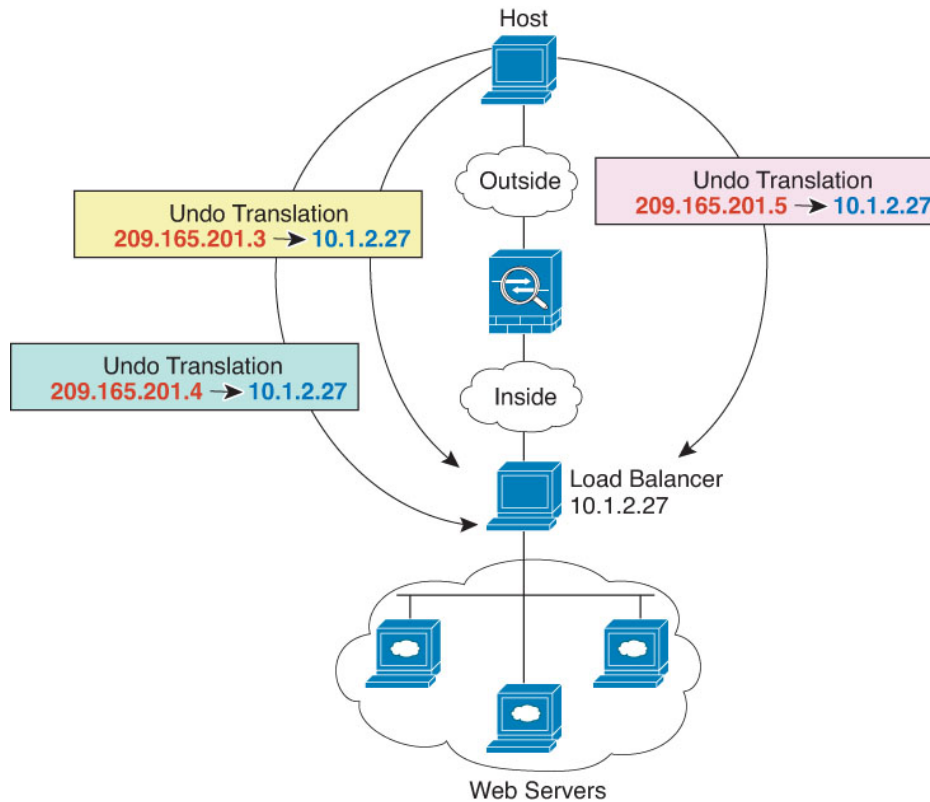 Host
Outside
Undo Translation
209.165.201.3 → 10.1.2.27
Undo Translation
209.165.201.5 → 10.1.2.27
Undo Translation
209.165.201.4 → 10.1.2.27
Inside
Load Balancer
10.1.2.27
Web Servers